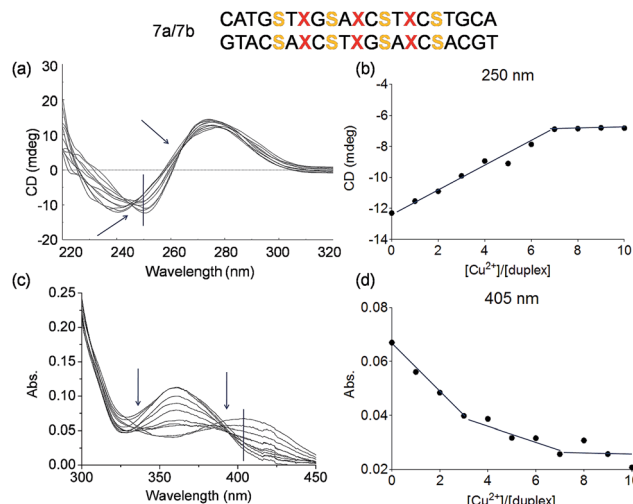 7a/7b
CATGSTXGSAXCSTXCSTGCA
GTACSAXCSTXGSAXCSACGT
(a)
CD (mdeg)
20
10
0
-10
-20
220 240 260 280 300 320
Wavelength (nm)
(b)
250 nm
CD (mdeg)
-4
-6
-8
-10
-12
-14
0 2 4 6 8 10
[Cu²⁺]/[duplex]
(c)
Abs.
0.25
0.20
0.15
0.10
0.05
0.00
300 350 400 450
Wavelength (nm)
(d)
405 nm
Abs.
0.08
0.06
0.04
0.02
0 2 4 6 8 10
[Cu²⁺]/[duplex]